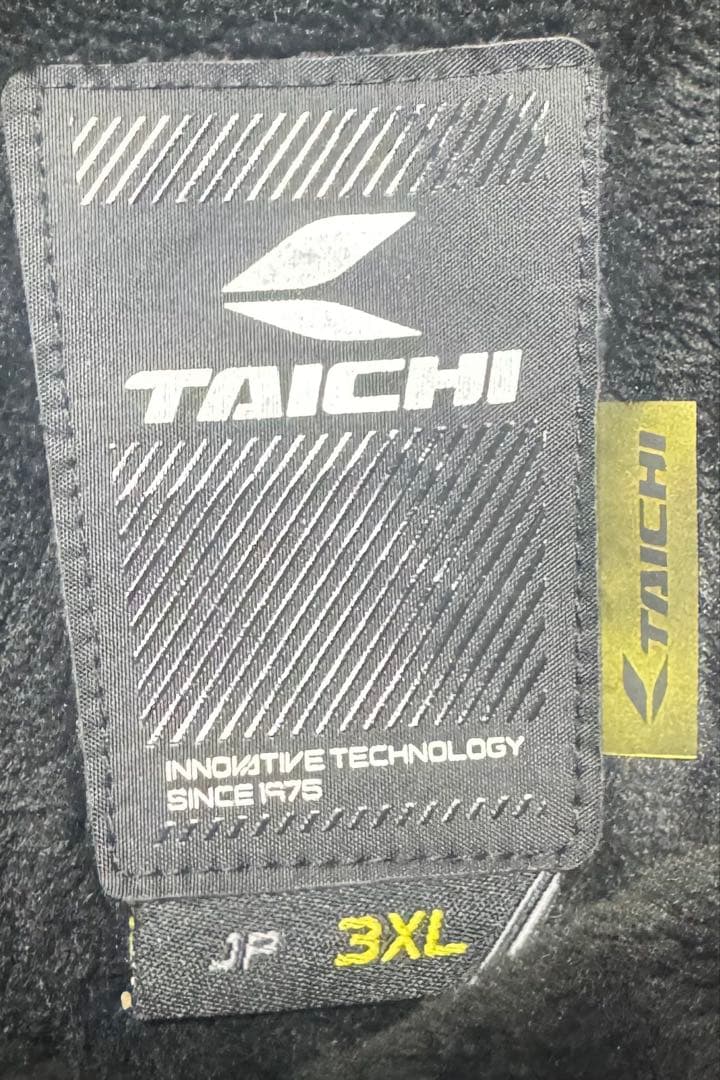 TAICHI
TAICHI
INNOVATIVE TECHNOLOGY
SINCE 1975
JP 3XL